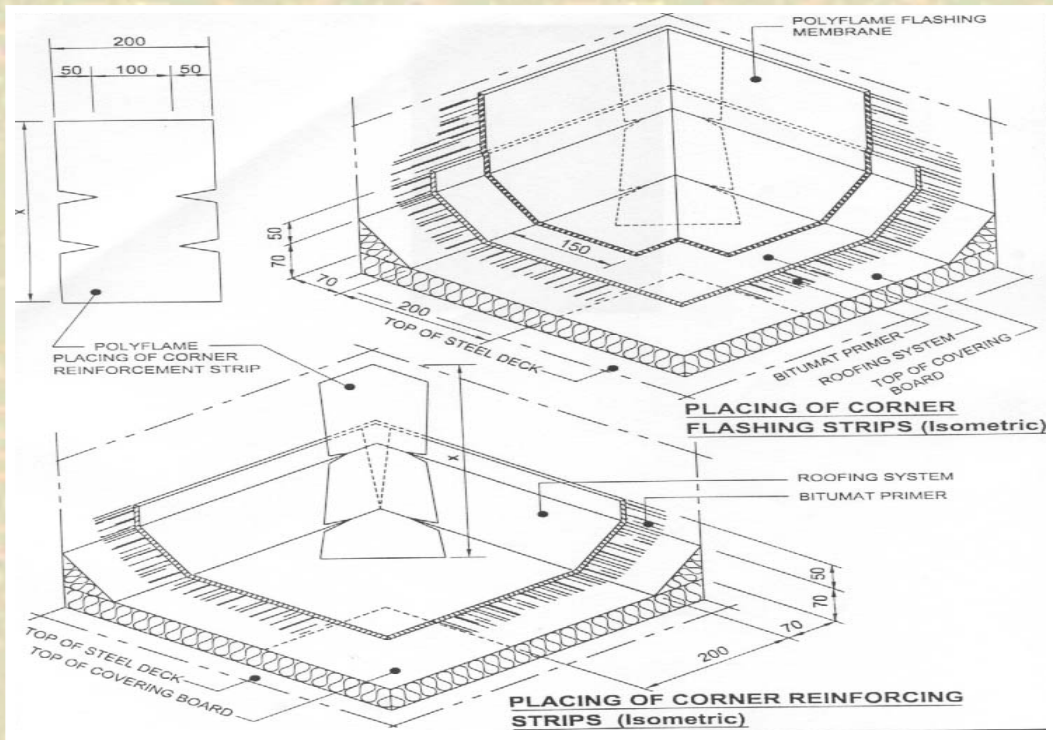 200
50
100
50
X
POLYFLAME
PLACING OF CORNER
REINFORCEMENT STRIP
POLYFLAME FLASHING
MEMBRANE
50
70
70
200
150
TOP OF STEEL DECK
BITUMAT PRIMER
ROOFING SYSTEM
TOP OF COVERING
BOARD
PLACING OF CORNER
FLASHING STRIPS (Isometric)
X
ROOFING SYSTEM
BITUMAT PRIMER
50
70
70
200
TOP OF STEEL DECK
TOP OF COVERING
BOARD
PLACING OF CORNER REINFORCING
STRIPS (Isometric)